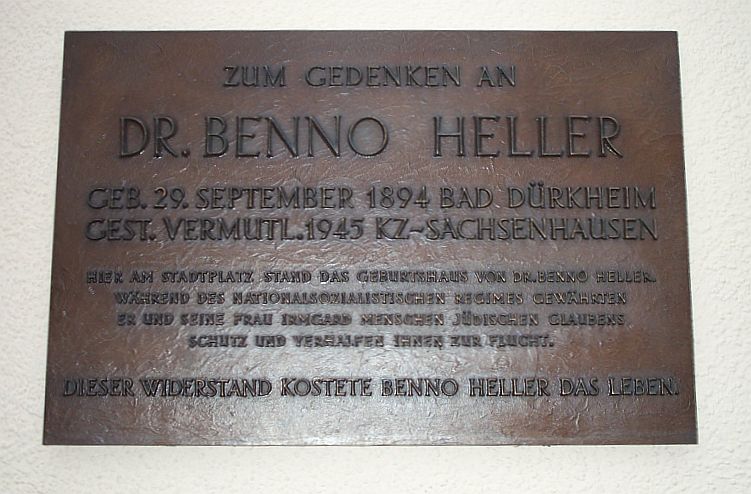 ZUM GEDENKEN AN
DR. BENNO HELLER
GEB. 29. SEPTEMBER 1894 BAD DÜRKHEIM
GEST. VERMUTL. 1945 KZ-SACHSENHAUSEN
HIER AM STADTPLATZ STAND DAS GEBURTSHAUS VON DR. BENNO HELLER.
WÄHREND DES NATIONALSOZIALISTISCHEN REGIMES GEWÄHRTEN
ER UND SEINE FRAU IRMGARD MENSCHEN JÜDISCHEN GLAUBENS
SCHUTZ UND VERHALFEN IHNEN ZUR FLUCHT.
DIESER WIDERSTAND KOSTETE BENNO HELLER DAS LEBEN.